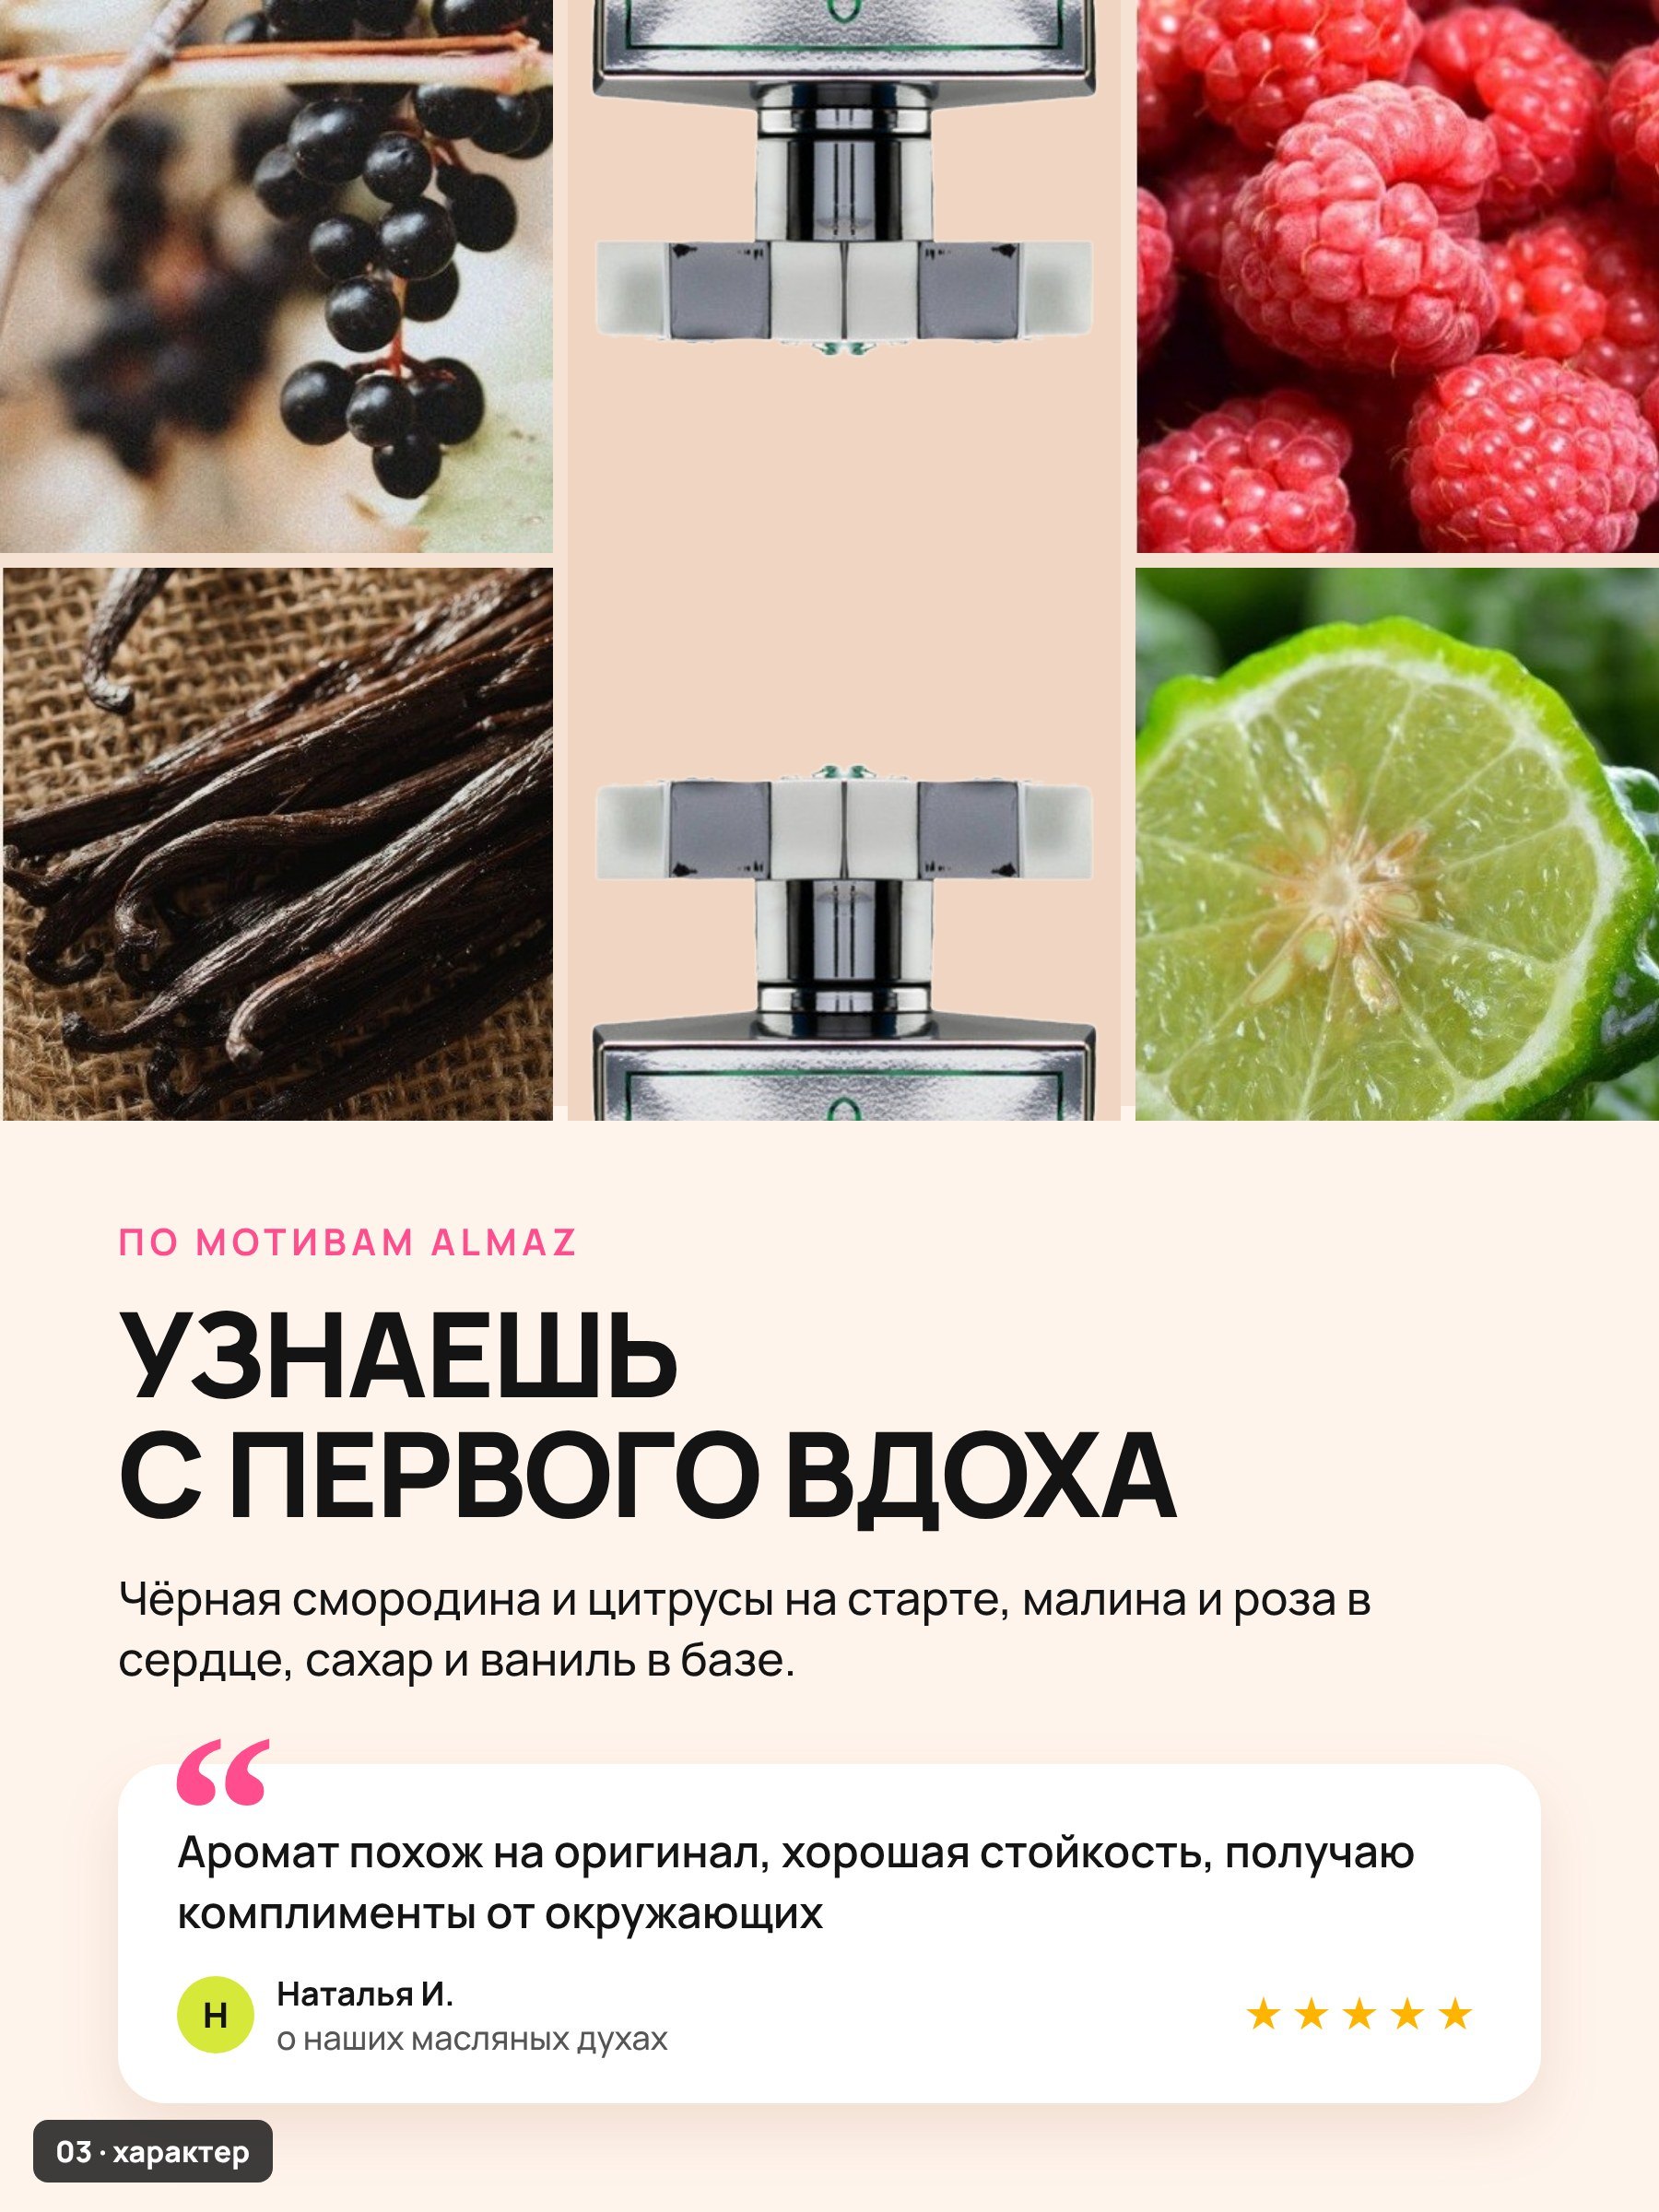 ПО МОТИВАМ ALMAZ
УЗНАЕШЬ
С ПЕРВОГО ВДОХА
Чёрная смородина и цитрусы на старте, малина и роза в
сердце, сахар и ваниль в базе.
“
Аромат похож на оригинал, хорошая стойкость, получаю
комплименты от окружающих
Н
Наталья И.
о наших масляных духах
★★★★★
03 · характер